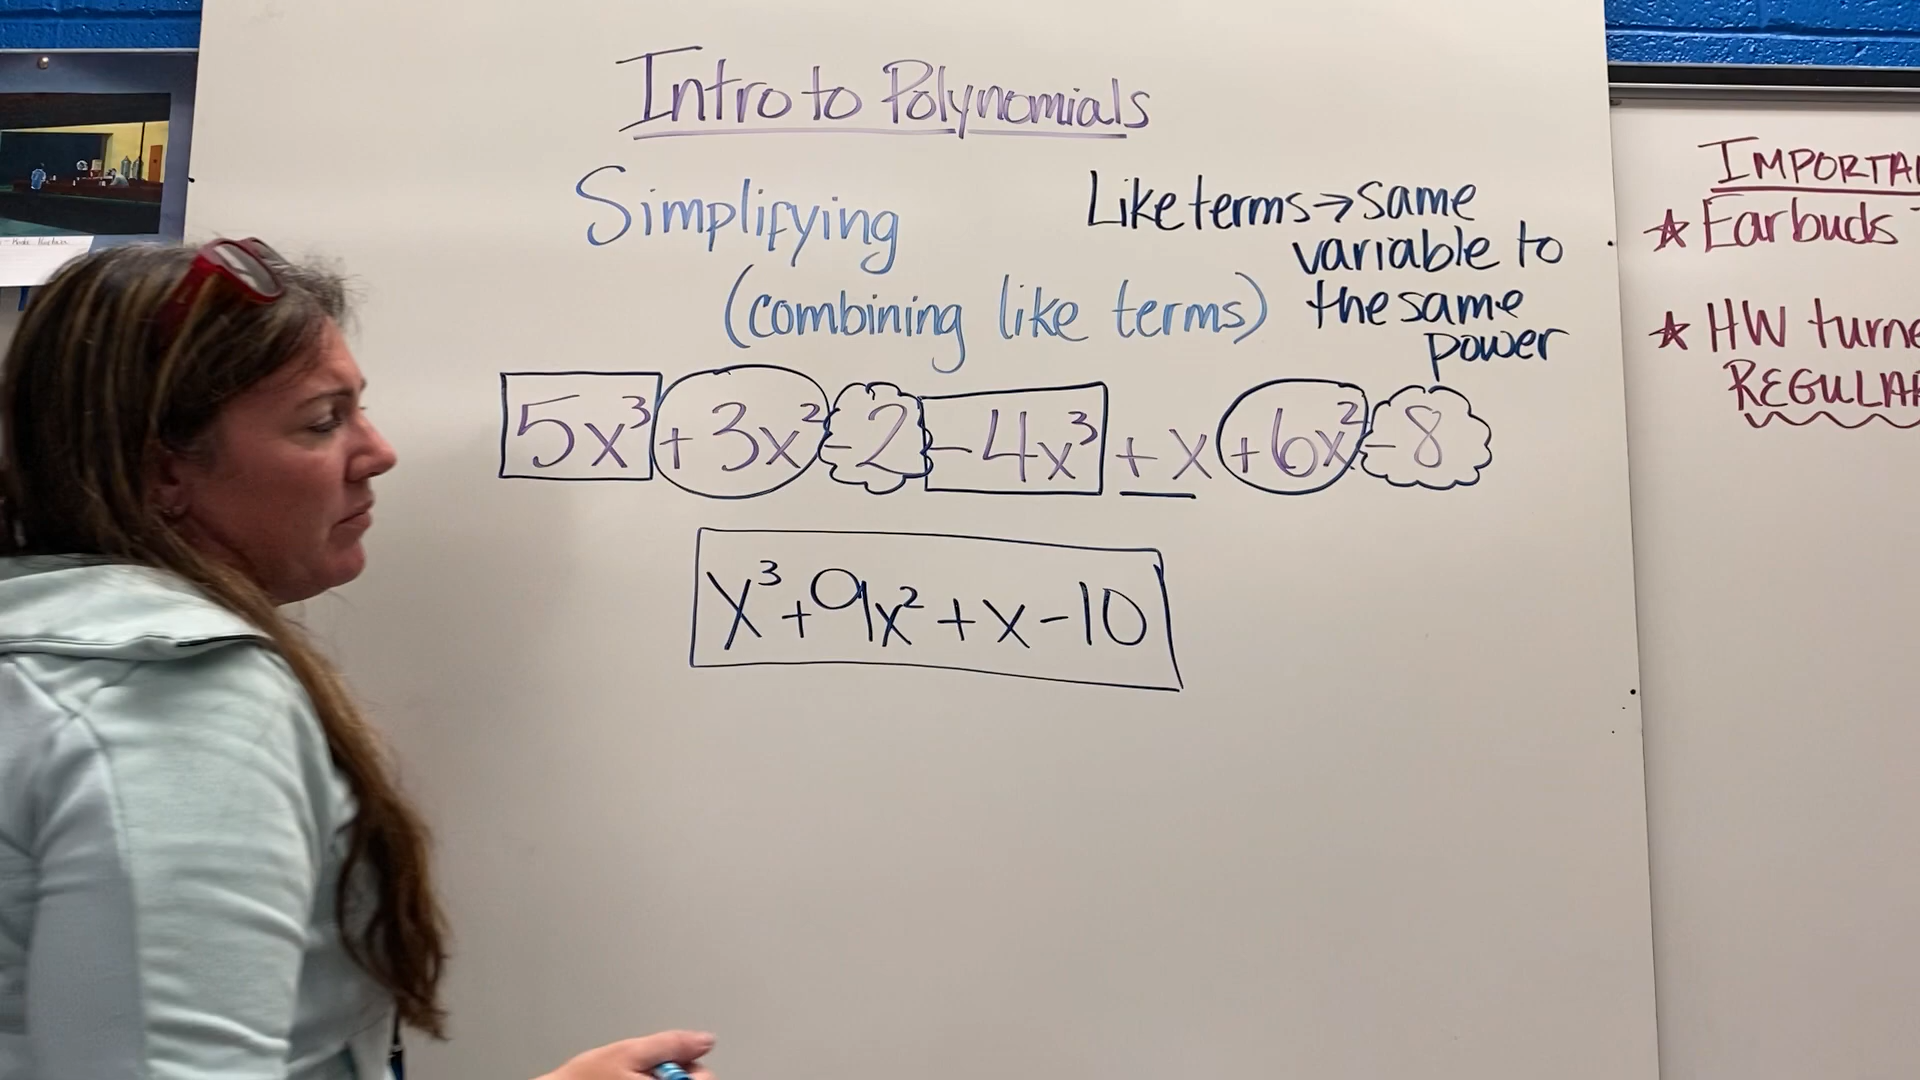 Intro to Polynomials
Simplifying
(combining like terms)
Like terms → same
variable to
the same
power
5x³ + 3x² - 2 - 4x³ + x + 6x² - 8
x³ + 9x² + x - 10
IMPORTA
★ Earbuds
★ HW turne
REGULA